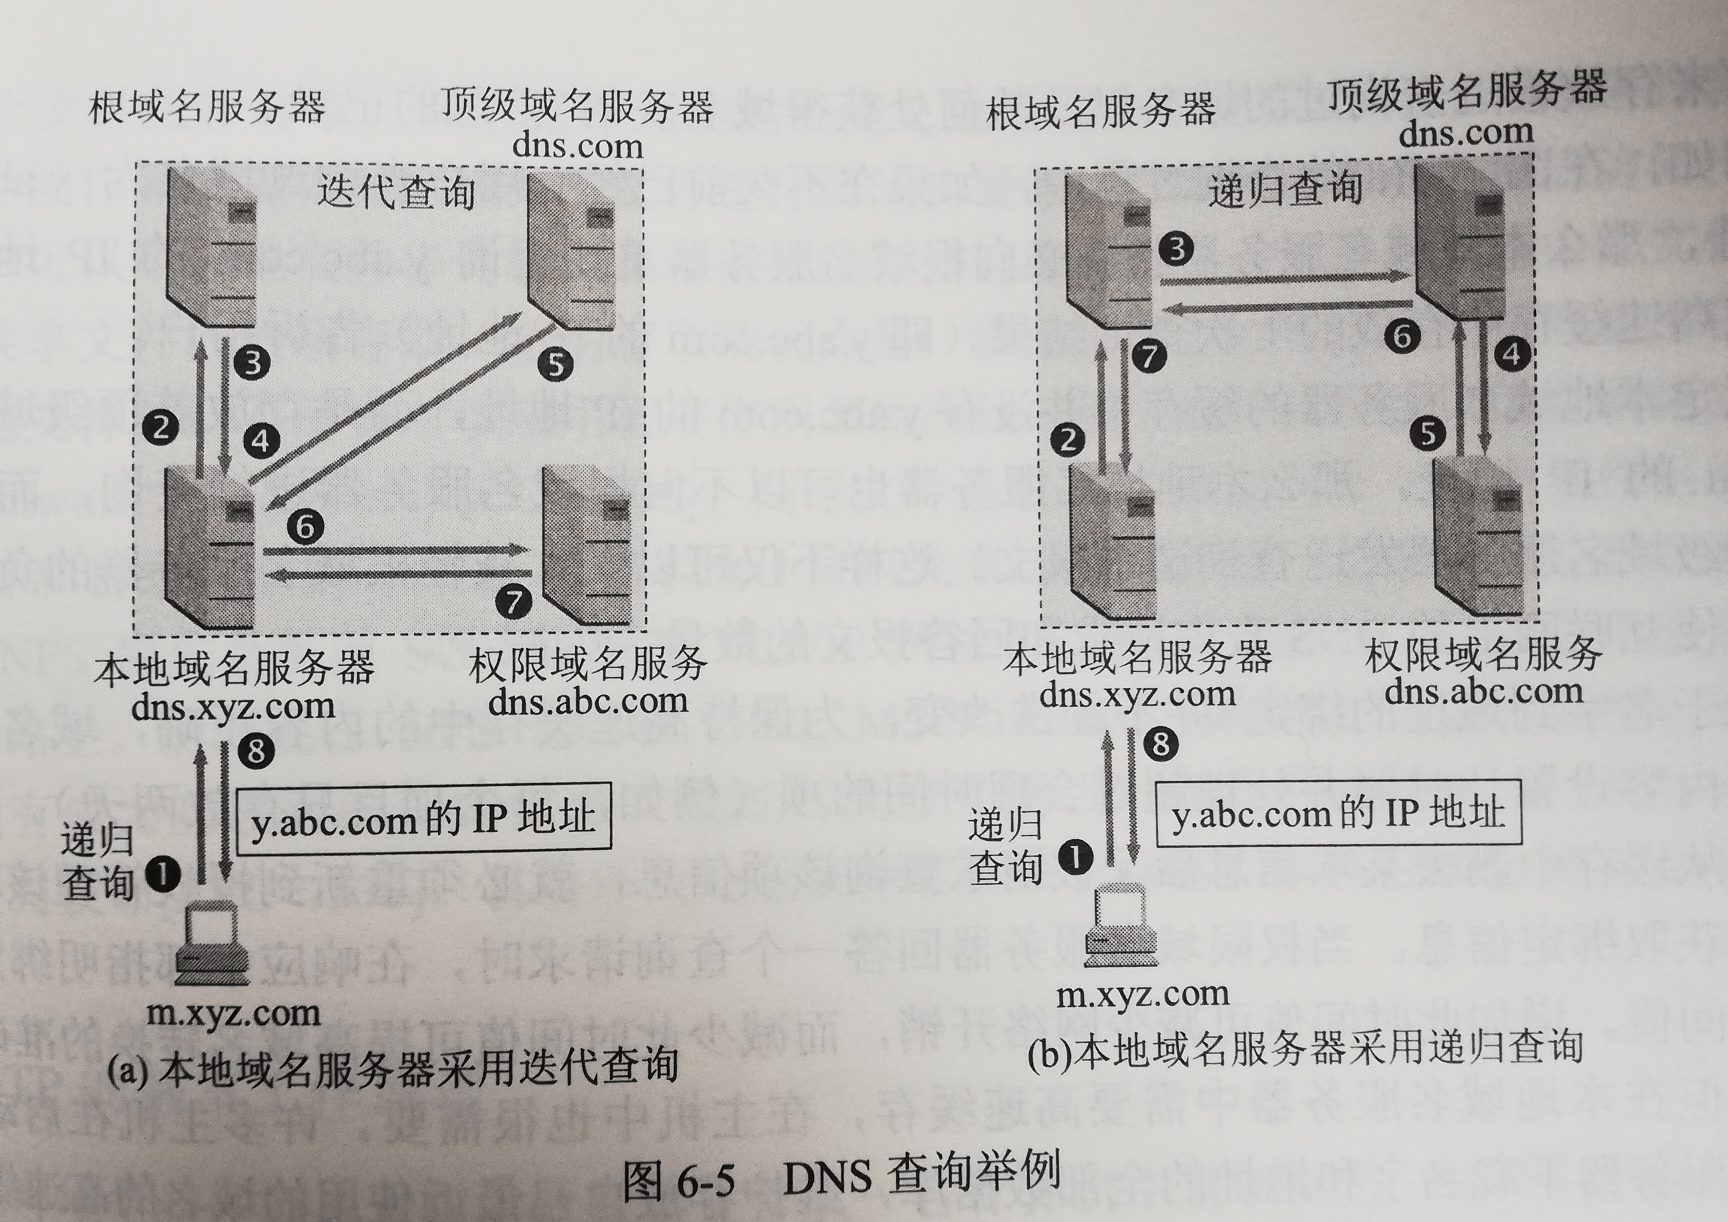 根域名服务器
顶级域名服务器
dns.com
迭代查询
❸
❺
❷
❹
❻
❼
本地域名服务器
dns.xyz.com
权限域名服务
dns.abc.com
❽
y.abc.com的 IP 地址
递归
查询
❶
m.xyz.com
(a) 本地域名服务器采用迭代查询
根域名服务器
顶级域名服务器
dns.com
递归查询
❸
❻
❼
❹
❷
❺
本地域名服务器
dns.xyz.com
权限域名服务
dns.abc.com
❽
y.abc.com的 IP 地址
递归
查询
❶
m.xyz.com
(b)本地域名服务器采用递归查询
图 6-5 DNS 查询举例